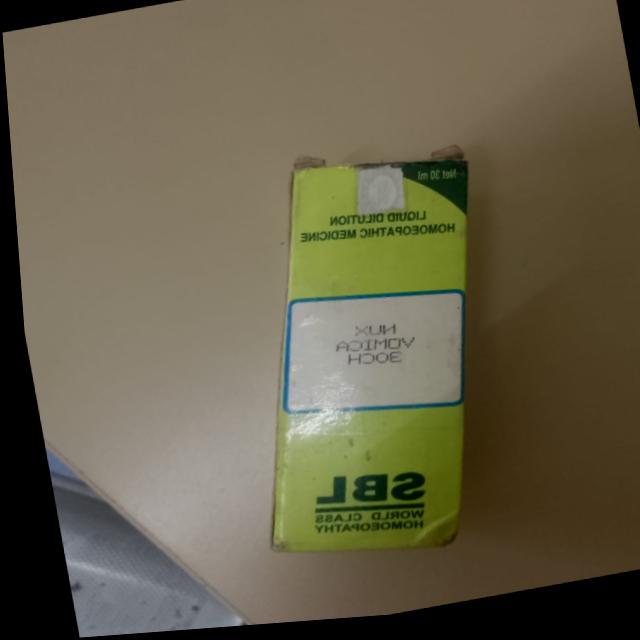 Net 30 ml
LIQUID DILUTION
HOMOEOPATHIC MEDICINE
NUX
VOMICA
30CH
SBL
WORLD CLASS
HOMOEOPATHY